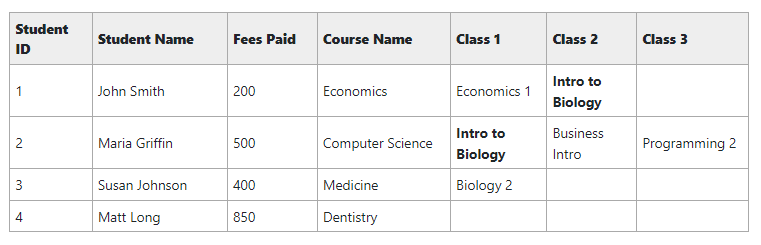 Student ID | Student Name | Fees Paid | Course Name | Class 1 | Class 2 | Class 3
1 | John Smith | 200 | Economics | Economics 1 | Intro to Biology |
2 | Maria Griffin | 500 | Computer Science | Intro to Biology | Business Intro | Programming 2
3 | Susan Johnson | 400 | Medicine | Biology 2 | |
4 | Matt Long | 850 | Dentistry | | |